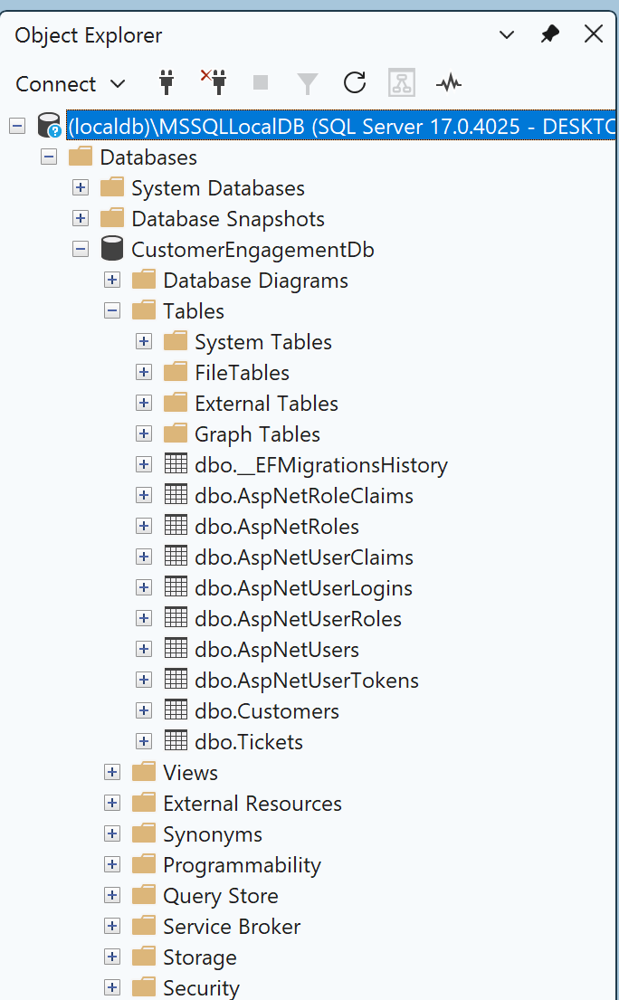 Object Explorer
Connect
(localdb)\MSSQLLocalDB (SQL Server 17.0.4025 - DESKTO
Databases
System Databases
Database Snapshots
CustomerEngagementDb
Database Diagrams
Tables
System Tables
FileTables
External Tables
Graph Tables
dbo.__EFMigrationsHistory
dbo.AspNetRoleClaims
dbo.AspNetRoles
dbo.AspNetUserClaims
dbo.AspNetUserLogins
dbo.AspNetUserRoles
dbo.AspNetUsers
dbo.AspNetUserTokens
dbo.Customers
dbo.Tickets
Views
External Resources
Synonyms
Programmability
Query Store
Service Broker
Storage
Security